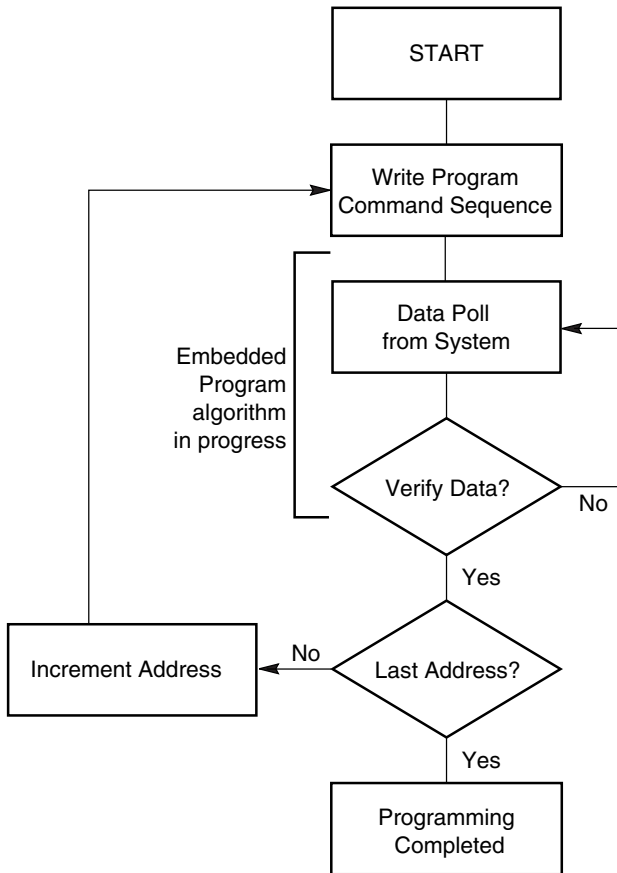 START
Write Program
Command Sequence
Data Poll
from System
Embedded
Program
algorithm
in progress
Verify Data?
No
Yes
No
Increment Address
Last Address?
Yes
Programming
Completed